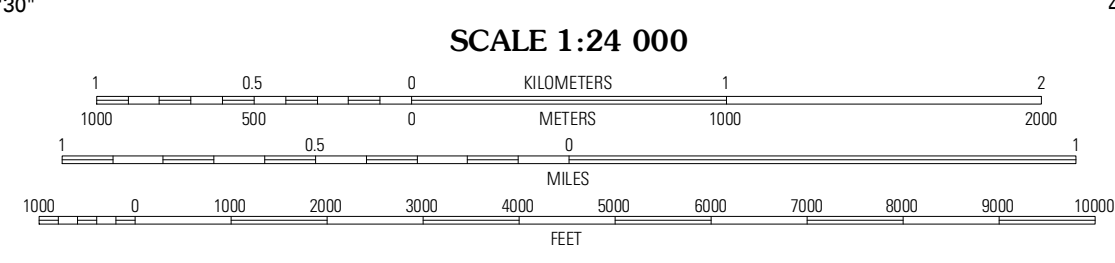 '30" 4
SCALE 1:24 000
1 0.5 0 KILOMETERS 1 2
1000 500 0 METERS 1000 2000
1 0.5 0 1
MILES
1000 0 1000 2000 3000 4000 5000 6000 7000 8000 9000 10000
FEET